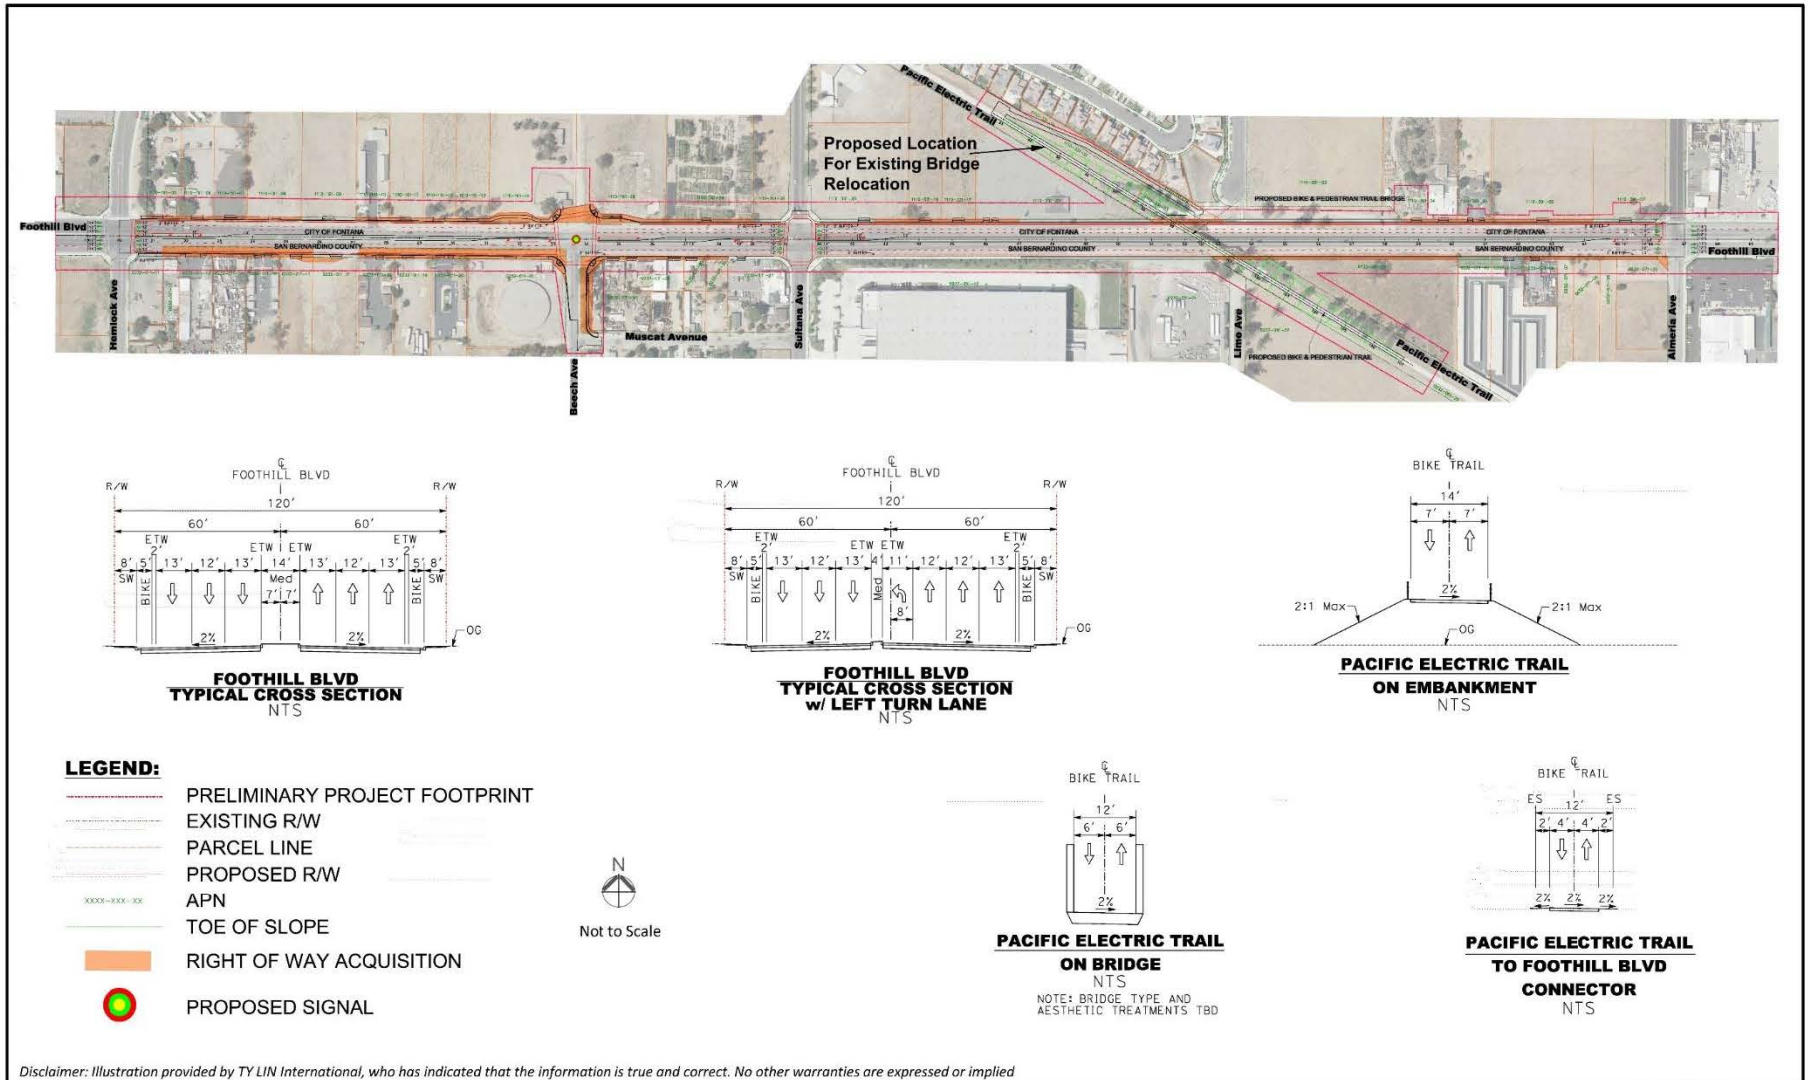 Pacific Electric Trail
Proposed Location
For Existing Bridge
Relocation
PROPOSED BIKE & PEDESTRIAN TRAIL BRIDGE
Foothill Blvd
CITY OF FONTANA
SAN BERNARDINO COUNTY
CITY OF FONTANA
SAN BERNARDINO COUNTY
CITY OF FONTANA
SAN BERNARDINO COUNTY
Foothill Blvd
Hemlock Ave
Beech Ave
Muscat Avenue
Sultana Ave
Lime Ave
PROPOSED BIKE & PEDESTRIAN TRAIL
Pacific Electric Trail
Almeria Ave
℄
FOOTHILL BLVD
R/W R/W
120'
60' 60'
ETW ETW ETW ETW
8' 5' 2' 13' 12' 13' 14' 13' 12' 13' 2' 5' 8'
SW BIKE Med BIKE SW
7' 7'
2% 2%
OG
FOOTHILL BLVD
TYPICAL CROSS SECTION
NTS
℄
FOOTHILL BLVD
R/W R/W
120'
60' 60'
ETW ETW ETW ETW
8' 5' 2' 13' 12' 13' 4' 11' 12' 12' 13' 2' 5' 8'
SW BIKE Med BIKE SW
8'
2% 2%
OG
FOOTHILL BLVD
TYPICAL CROSS SECTION
w/ LEFT TURN LANE
NTS
℄
BIKE TRAIL
14'
7' 7'
2%
2:1 Max 2:1 Max
OG
PACIFIC ELECTRIC TRAIL
ON EMBANKMENT
NTS
LEGEND:
PRELIMINARY PROJECT FOOTPRINT
EXISTING R/W
PARCEL LINE
PROPOSED R/W
XXXX-XXX-XX APN
TOE OF SLOPE
RIGHT OF WAY ACQUISITION
PROPOSED SIGNAL
N
Not to Scale
℄
BIKE TRAIL
12'
6' 6'
2%
PACIFIC ELECTRIC TRAIL
ON BRIDGE
NTS
NOTE: BRIDGE TYPE AND
AESTHETIC TREATMENTS TBD
℄
BIKE TRAIL
ES 12' ES
2' 4' 4' 2'
2% 2% 2%
PACIFIC ELECTRIC TRAIL
TO FOOTHILL BLVD
CONNECTOR
NTS
Disclaimer: Illustration provided by TY LIN International, who has indicated that the information is true and correct. No other warranties are expressed or implied